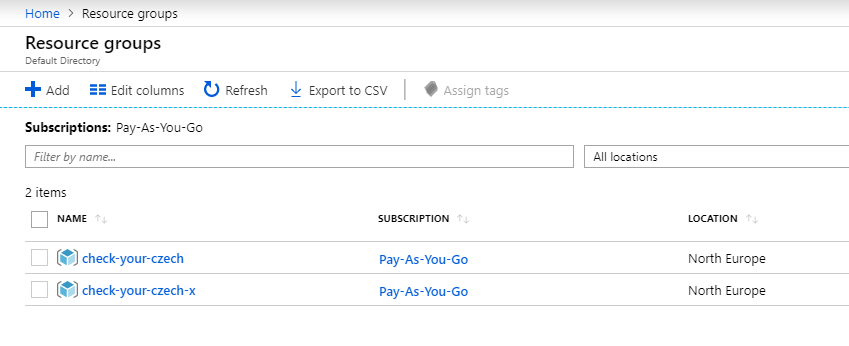 Home > Resource groups
Resource groups
Default Directory
Add Edit columns Refresh Export to CSV Assign tags
Subscriptions: Pay-As-You-Go
Filter by name... All locations
2 items
NAME SUBSCRIPTION LOCATION
check-your-czech Pay-As-You-Go North Europe
check-your-czech-x Pay-As-You-Go North Europe